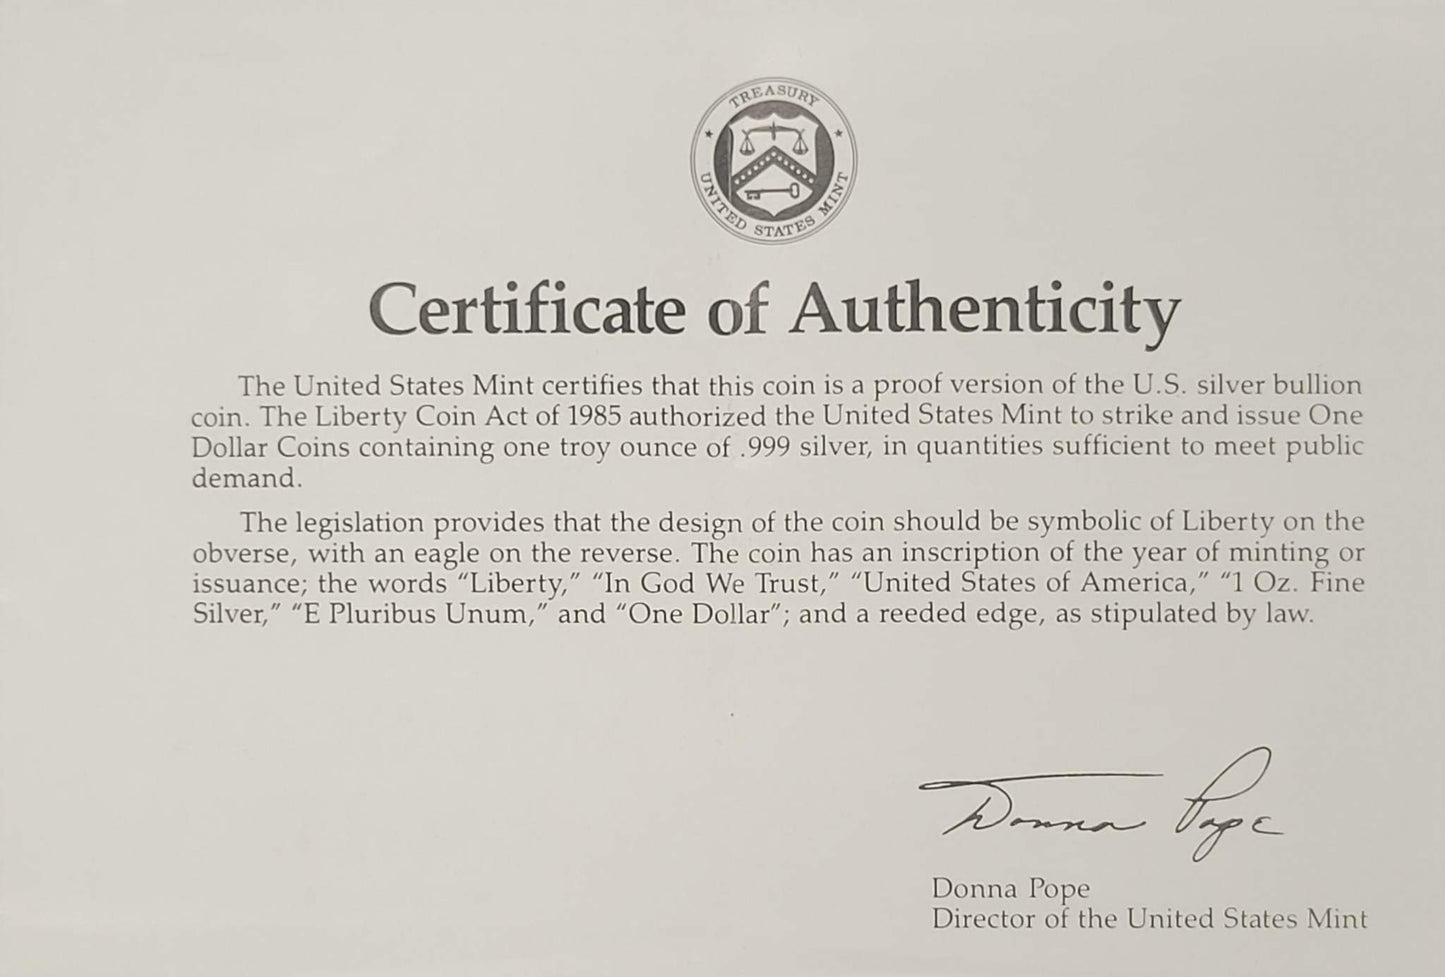 TREASURY
UNITED STATES MINT
Certificate of Authenticity
The United States Mint certifies that this coin is a proof version of the U.S. silver bullion
coin. The Liberty Coin Act of 1985 authorized the United States Mint to strike and issue One
Dollar Coins containing one troy ounce of .999 silver, in quantities sufficient to meet public
demand.
The legislation provides that the design of the coin should be symbolic of Liberty on the
obverse, with an eagle on the reverse. The coin has an inscription of the year of minting or
issuance; the words “Liberty,” “In God We Trust,” “United States of America,” “1 Oz. Fine
Silver,” “E Pluribus Unum,” and “One Dollar”; and a reeded edge, as stipulated by law.
Donna Pope
Donna Pope
Director of the United States Mint